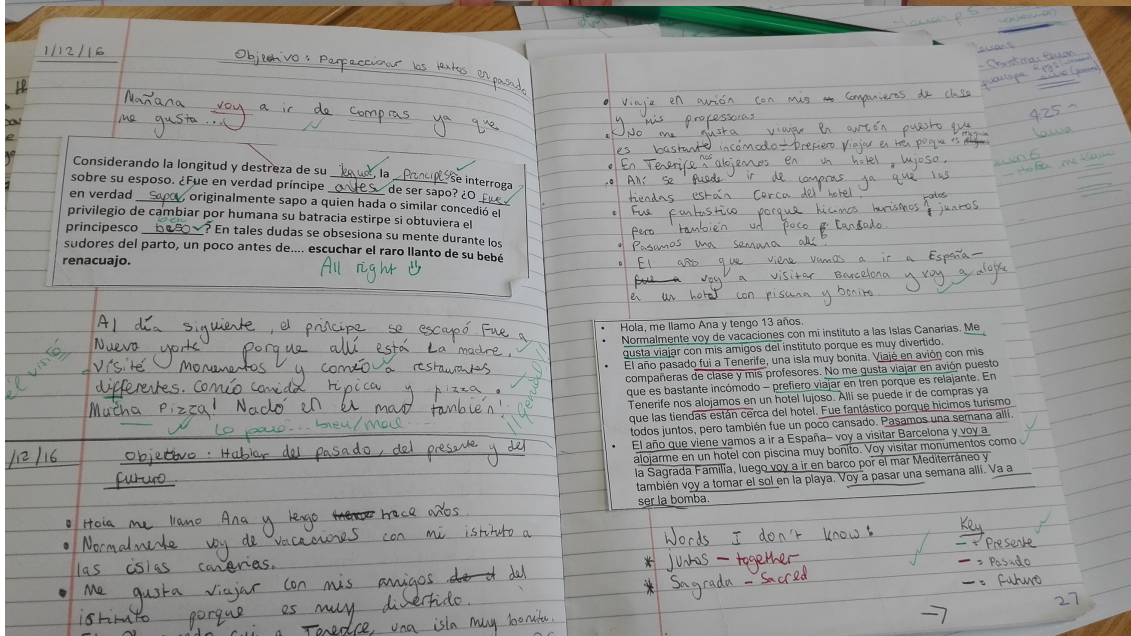 1/12/16
Objetivo: Perfeccionar los textos en pasado
Mañana voy a ir de compras ya que
me gusta...
Considerando la longitud y destreza de su lengua, la princesa se interroga
sobre su esposo. ¿Fue en verdad príncipe antes de ser sapo? ¿O fue
en verdad sapo, originalmente sapo a quien hada o similar concedió el
privilegio de cambiar por humana su batracia estirpe si obtuviera el
principesco beso? En tales dudas se obsesiona su mente durante los
sudores del parto, un poco antes de.... escuchar el raro llanto de su bebé
renacuajo.
All right
Al día siguiente, el príncipe se escapó. Fue a
Nueva yorte porque allí está la madre.
Visité monumentos y comió a restaurantes
differentes. Comió comida tipica y pizza.
Mucha Pizza! Nadó en el mar también!
el visitó
Lo pasó... bien/mal
/12/16
Objetivo: Hablar del pasado, del presente y del
futuro
Hola me llamo Ana y tengo trece años.
Normalmente voy de vacaciones con mi istituto a
las islas canarias.
Me gusta viajar con mis amigos del
istituto porque es muy divertido.
Tenerife, una isla muy bonita.
Viaje en avión con mis companieros de clase
y mis professoras
No me gusta viajar en avión puesto que
es bastante incómodo - prefiero viajar en tren porque es
En Tenerife nos alojemos en un hotel lujoso.
Allí se puede ir de compras ya que las
tiendas están cerca del hotel.
Fue fantastico porque hicimos turismos todos juntos
pero también un poco cansado.
Pasamos una semana allí.
El año que viene vamos a ir a España-
voy a visitar Barcelona y voy a aloje
en un hotel con piscina y bonito.
Hola, me llamo Ana y tengo 13 años.
Normalmente voy de vacaciones con mi instituto a las Islas Canarias. Me
gusta viajar con mis amigos del instituto porque es muy divertido.
El año pasado fui a Tenerife, una isla muy bonita. Viajé en avión con mis
compañeras de clase y mis profesores. No me gusta viajar en avión puesto
que es bastante incómodo – prefiero viajar en tren porque es relajante. En
Tenerife nos alojamos en un hotel lujoso. Allí se puede ir de compras ya
que las tiendas están cerca del hotel. Fue fantástico porque hicimos turismo
todos juntos, pero también fue un poco cansado. Pasamos una semana allí.
El año que viene vamos a ir a España– voy a visitar Barcelona y voy a
alojarme en un hotel con piscina muy bonito. Voy visitar monumentos como
la Sagrada Família, luego voy a ir en barco por el mar Mediterráneo y
también voy a tomar el sol en la playa. Voy a pasar una semana allí. Va a
ser la bomba.
Words I don't know:
juntas - together
Sagrada - Sacred
Key
- = Presente
- = Pasado
- = Futuro
27